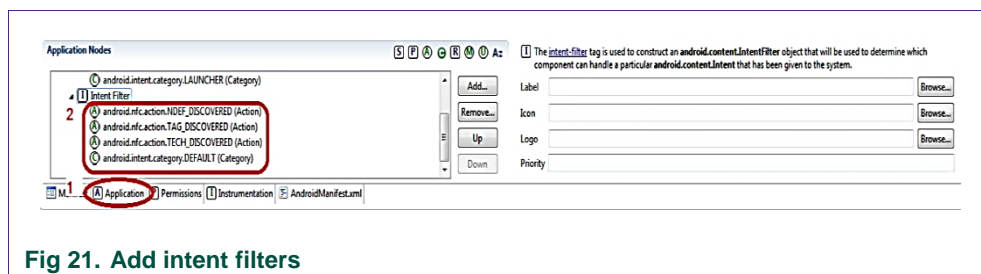 Application Nodes
S P A G R M U Az
I The intent-filter tag is used to construct an android.content.IntentFilter object that will be used to determine which
component can handle a particular android.content.Intent that has been given to the system.
C android.intent.category.LAUNCHER (Category)
I Intent Filter
2
A android.nfc.action.NDEF_DISCOVERED (Action)
A android.nfc.action.TAG_DISCOVERED (Action)
A android.nfc.action.TECH_DISCOVERED (Action)
C android.intent.category.DEFAULT (Category)
Add...
Remove...
Up
Down
Label Browse...
Icon Browse...
Logo Browse...
Priority
1
A Application Permissions I Instrumentation AndroidManifest.xml
Fig 21. Add intent filters